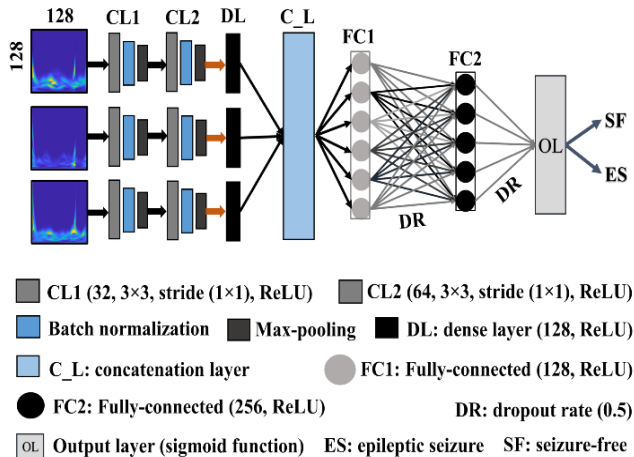 128 CL1 CL2 DL C_L
128
FC1
FC2
OL
SF
ES
DR
DR
CL1 (32, 3×3, stride (1×1), ReLU) CL2 (64, 3×3, stride (1×1), ReLU)
Batch normalization Max-pooling DL: dense layer (128, ReLU)
C_L: concatenation layer FC1: Fully-connected (128, ReLU)
FC2: Fully-connected (256, ReLU) DR: dropout rate (0.5)
OL Output layer (sigmoid function) ES: epileptic seizure SF: seizure-free